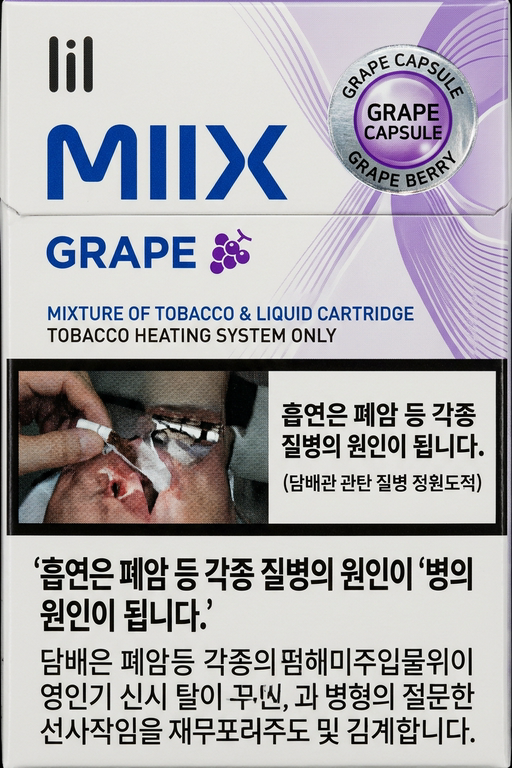 lil
GRAPE CAPSULE
GRAPE
CAPSULE
GRAPE BERRY
MIIX
GRAPE
MIXTURE OF TOBACCO & LIQUID CARTRIDGE
TOBACCO HEATING SYSTEM ONLY
흡연은 폐암 등 각종
질병의 원인이 됩니다.
(담배관 관탄 질병 정횐도적)
‘흡연은 폐암 등 각종 질병의 원인이 ‘병의
원인이 됩니다.’
담배은 폐암등 각종의 펌해미주입물위이
영인기 신시 탈이 과 병형의 절문한
선사작임을 재무포러주도 및 김계합니다.